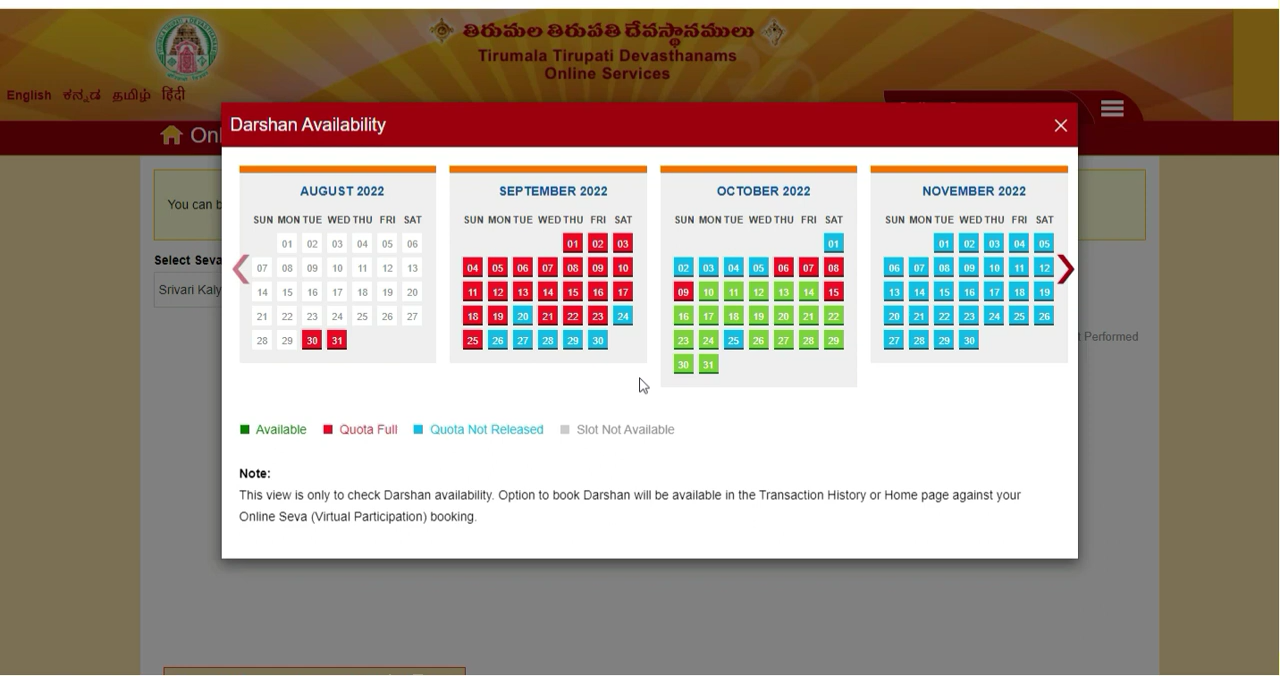 తిరుమల తిరుపతి దేవస్థానములు
Tirumala Tirupati Devasthanams
Online Services
English ಕನ್ನಡ தமிழ் हिंदी
Darshan Availability
You can b
Select Seva
Srivari Kaly
t Performed
AUGUST 2022
SUN MON TUE WED THU FRI SAT
01 02 03 04 05 06
07 08 09 10 11 12 13
14 15 16 17 18 19 20
21 22 23 24 25 26 27
28 29 30 31
SEPTEMBER 2022
SUN MON TUE WED THU FRI SAT
01 02 03
04 05 06 07 08 09 10
11 12 13 14 15 16 17
18 19 20 21 22 23 24
25 26 27 28 29 30
OCTOBER 2022
SUN MON TUE WED THU FRI SAT
01
02 03 04 05 06 07 08
09 10 11 12 13 14 15
16 17 18 19 20 21 22
23 24 25 26 27 28 29
30 31
NOVEMBER 2022
SUN MON TUE WED THU FRI SAT
01 02 03 04 05
06 07 08 09 10 11 12
13 14 15 16 17 18 19
20 21 22 23 24 25 26
27 28 29 30
Available Quota Full Quota Not Released Slot Not Available
Note:
This view is only to check Darshan availability. Option to book Darshan will be available in the Transaction History or Home page against your
Online Seva (Virtual Participation) booking.